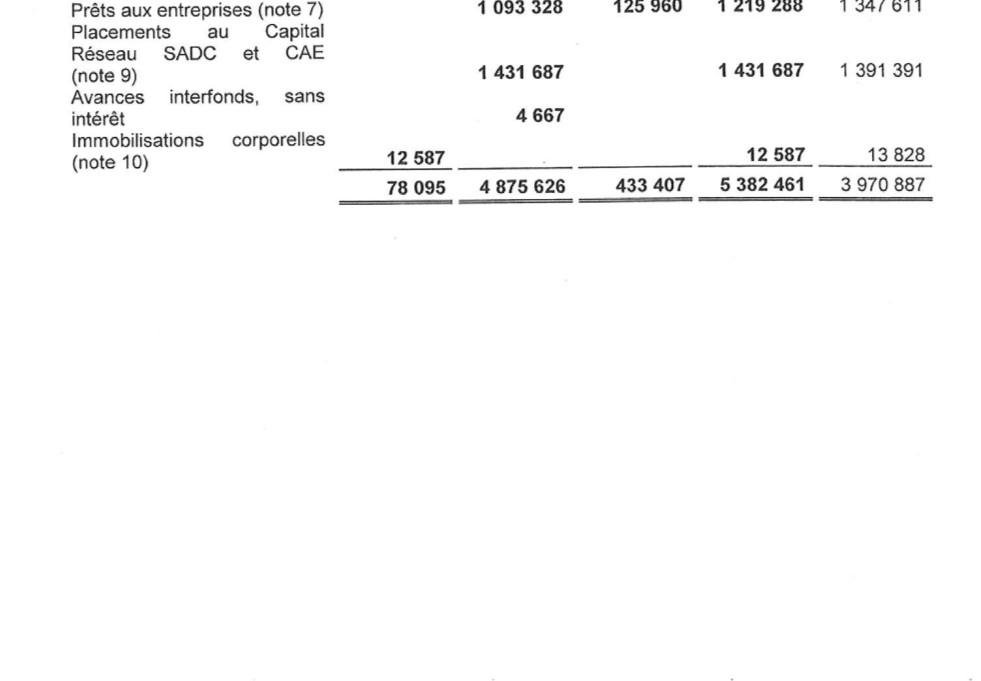 Prêts aux entreprises (note 7) 1 093 328 125 960 1 219 288 1 347 611
Placements au Capital
Réseau SADC et CAE
(note 9) 1 431 687 1 431 687 1 391 391
Avances interfonds, sans
intérêt 4 667
Immobilisations corporelles
(note 10) 12 587 12 587 13 828
78 095 4 875 626 433 407 5 382 461 3 970 887